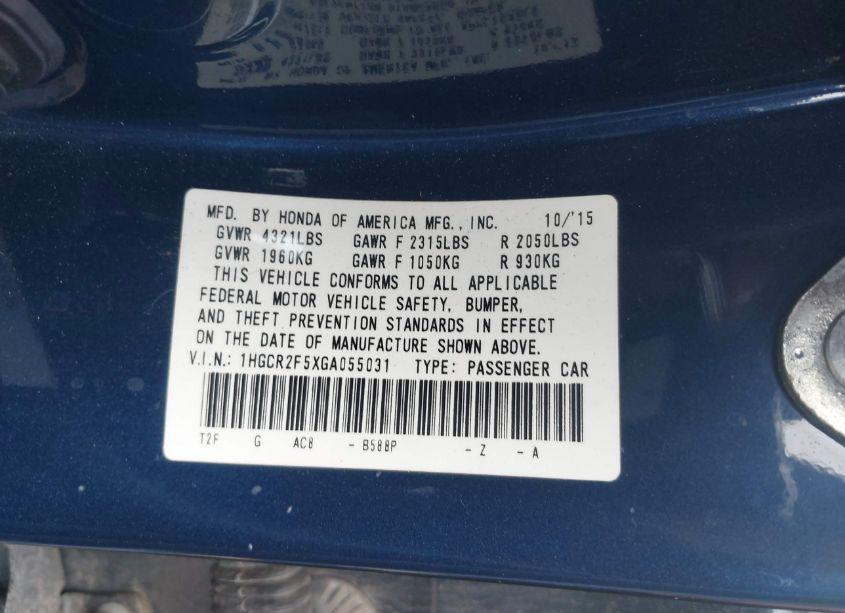 MFD. BY HONDA OF AMERICA MFG., INC. 10/'15
GVWR 4321LBS GAWR F 2315LBS R 2050LBS
GVWR 1960KG GAWR F 1050KG R 930KG
THIS VEHICLE CONFORMS TO ALL APPLICABLE
FEDERAL MOTOR VEHICLE SAFETY, BUMPER,
AND THEFT PREVENTION STANDARDS IN EFFECT
ON THE DATE OF MANUFACTURE SHOWN ABOVE.
V.I.N.: 1HGCR2F5XGA055031 TYPE: PASSENGER CAR
T2F G AC8 - B588P - Z - A